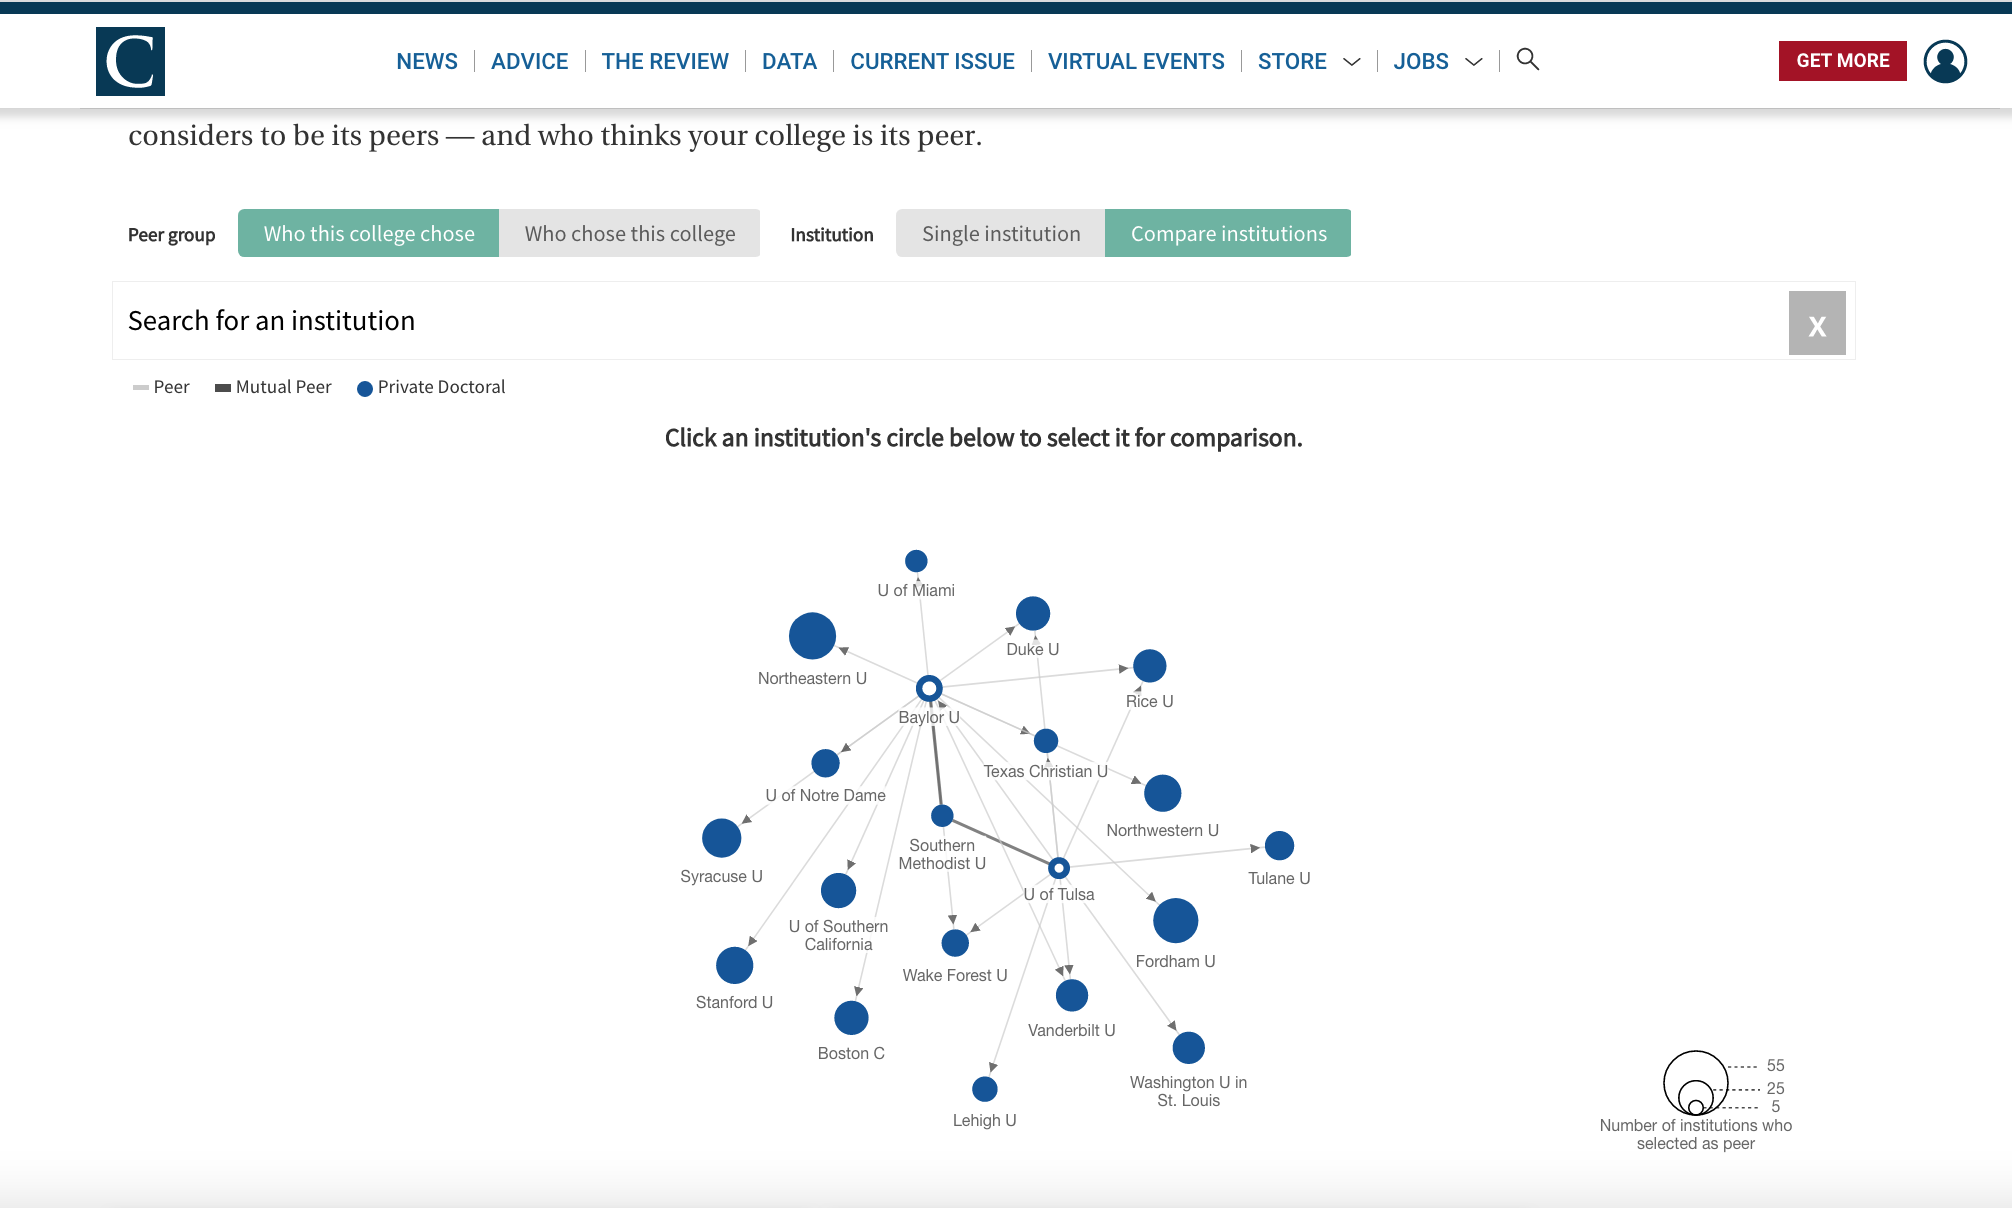 C
NEWS ADVICE THE REVIEW DATA CURRENT ISSUE VIRTUAL EVENTS STORE JOBS GET MORE
considers to be its peers — and who thinks your college is its peer.
Peer group Who this college chose Who chose this college Institution Single institution Compare institutions
Search for an institution X
Peer Mutual Peer Private Doctoral
Click an institution's circle below to select it for comparison.
U of Miami
Duke U
Northeastern U
Rice U
Baylor U
Texas Christian U
U of Notre Dame
Northwestern U
Southern
Methodist U
Syracuse U
Tulane U
U of Tulsa
U of Southern
California
Fordham U
Wake Forest U
Stanford U
Vanderbilt U
Boston C
Washington U in
St. Louis
Lehigh U
55
25
5
Number of institutions who
selected as peer